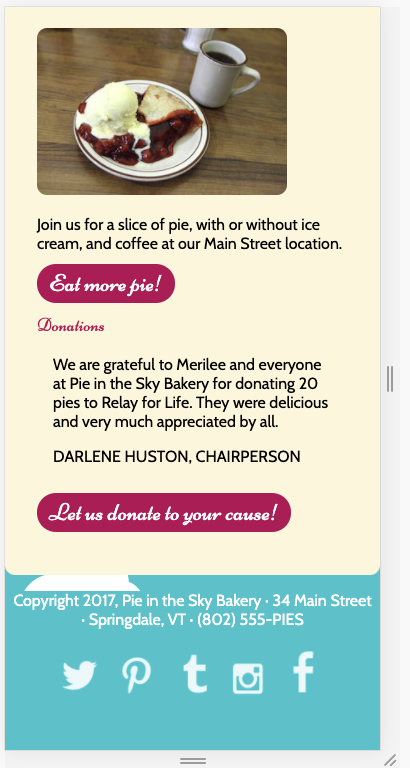 Join us for a slice of pie, with or without ice
cream, and coffee at our Main Street location.
Eat more pie!
Donations
We are grateful to Merilee and everyone
at Pie in the Sky Bakery for donating 20
pies to Relay for Life. They were delicious
and very much appreciated by all.
DARLENE HUSTON, CHAIRPERSON
Let us donate to your cause!
Copyright 2017, Pie in the Sky Bakery · 34 Main Street
· Springdale, VT · (802) 555-PIES